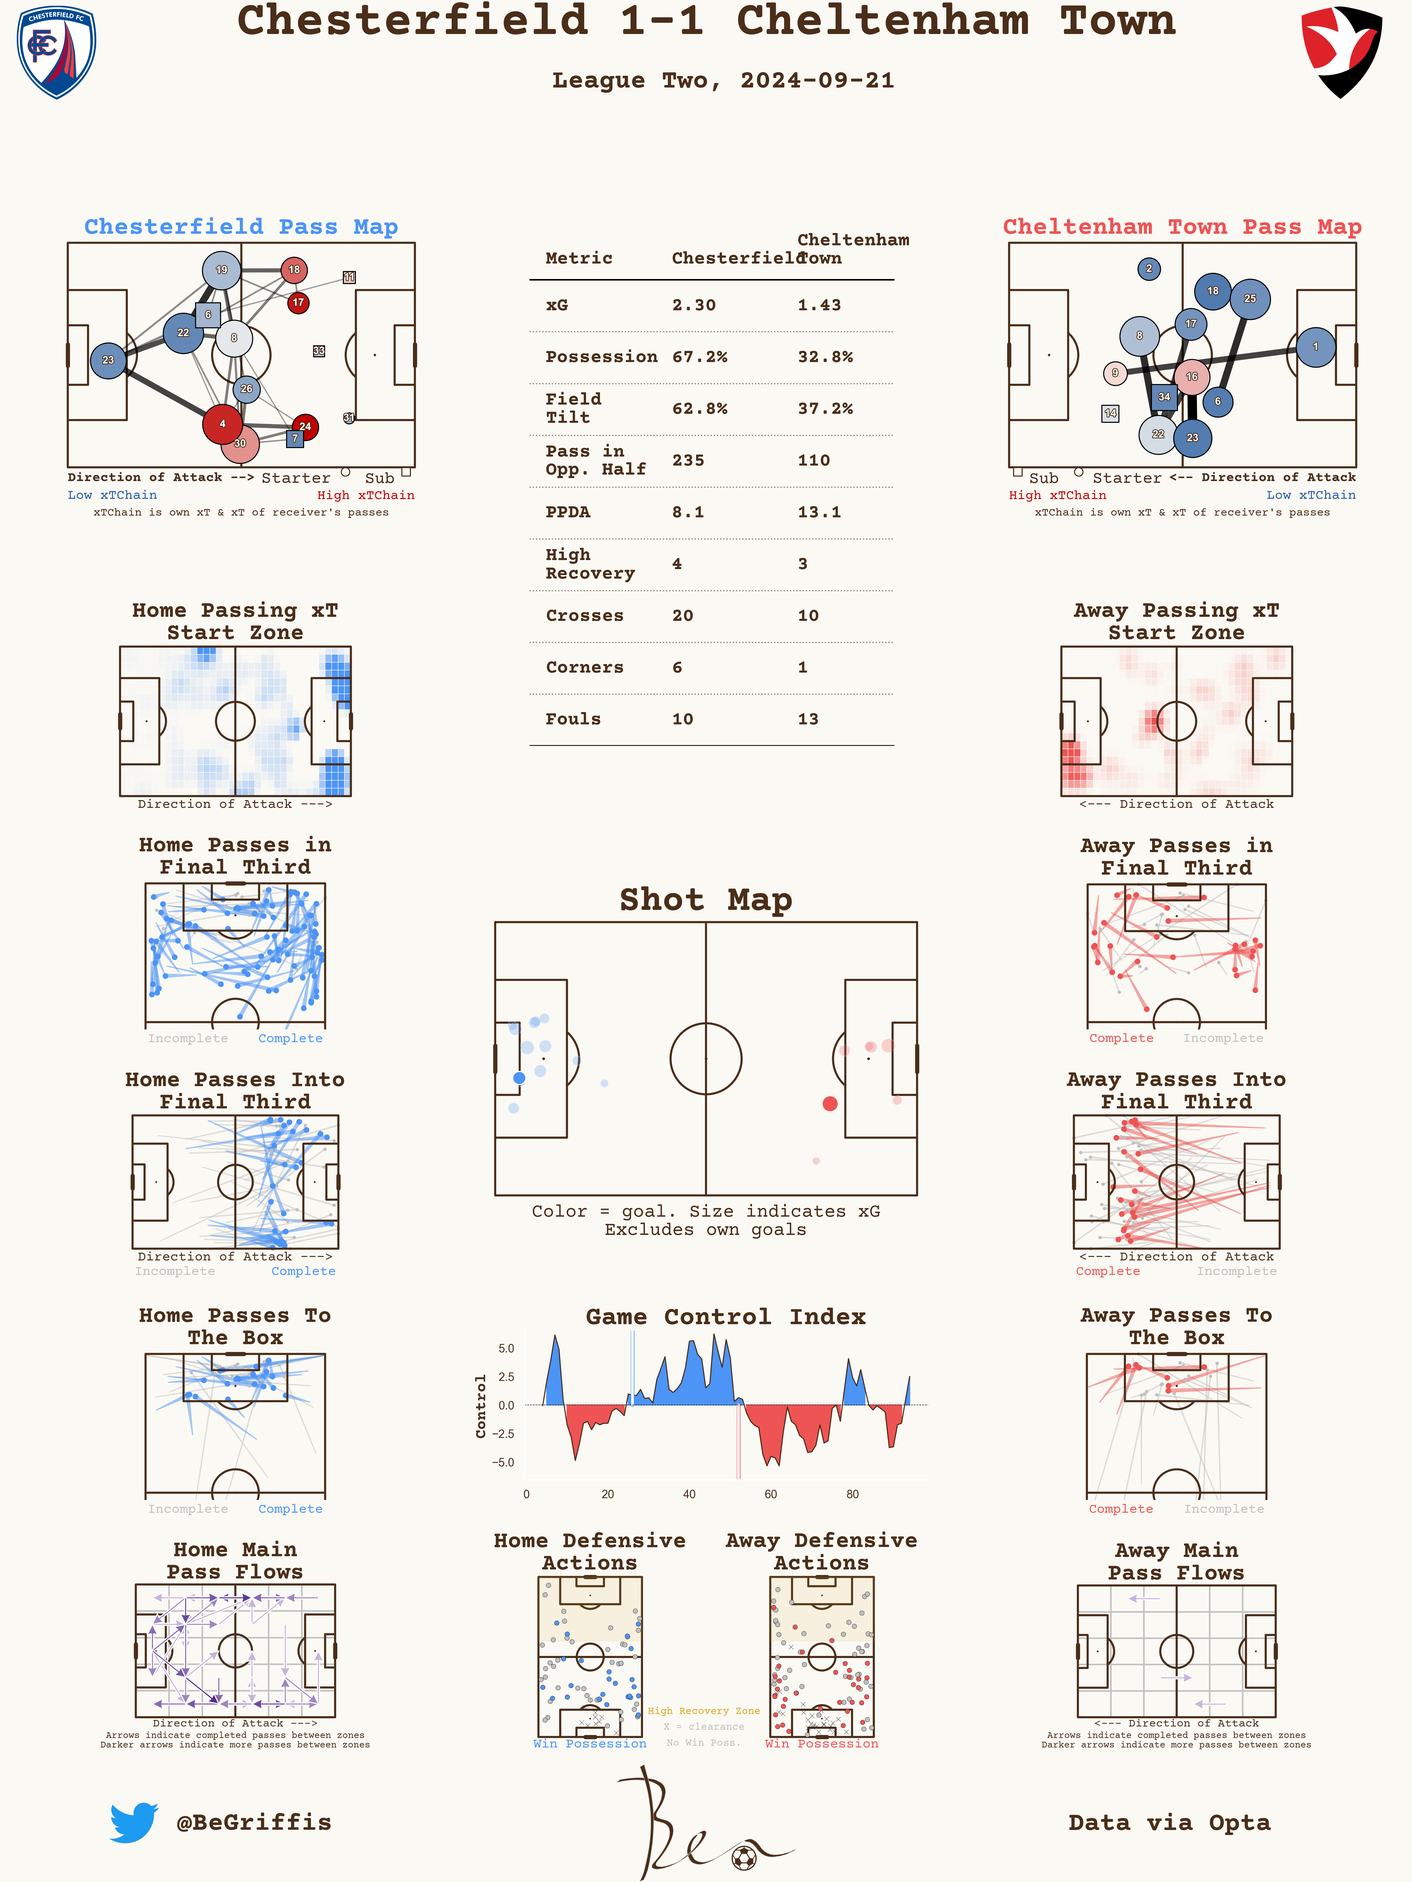 Chesterfield 1-1 Cheltenham Town
League Two, 2024-09-21
CHESTERFIELD FC
Chesterfield Pass Map
19
18
11
17
6
22
8
33
23
26
31
4
24
30
7
Direction of Attack --> Starter Sub
Low xTChain High xTChain
xTChain is own xT & xT of receiver's passes
Metric Chesterfield Cheltenham Town
xG 2.30 1.43
Possession 67.2% 32.8%
Field Tilt 62.8% 37.2%
Pass in Opp. Half 235 110
PPDA 8.1 13.1
High Recovery 4 3
Crosses 20 10
Corners 6 1
Fouls 10 13
Cheltenham Town Pass Map
2
18
25
17
8
1
9
16
34
6
14
22
23
Sub Starter <-- Direction of Attack
High xTChain Low xTChain
xTChain is own xT & xT of receiver's passes
Home Passing xT
Start Zone
Direction of Attack --->
Away Passing xT
Start Zone
<--- Direction of Attack
Home Passes in
Final Third
Incomplete Complete
Away Passes in
Final Third
Complete Incomplete
Shot Map
Color = goal. Size indicates xG
Excludes own goals
Home Passes Into
Final Third
Direction of Attack --->
Incomplete Complete
Away Passes Into
Final Third
<--- Direction of Attack
Complete Incomplete
Home Passes To
The Box
Incomplete Complete
Game Control Index
Control
5.0
2.5
0.0
−2.5
−5.0
0 20 40 60 80
Away Passes To
The Box
Complete Incomplete
Home Main
Pass Flows
Direction of Attack --->
Arrows indicate completed passes between zones
Darker arrows indicate more passes between zones
Home Defensive
Actions
Win Possession
Away Defensive
Actions
Win Possession
High Recovery Zone
X = clearance
No Win Poss.
Away Main
Pass Flows
<--- Direction of Attack
Arrows indicate completed passes between zones
Darker arrows indicate more passes between zones
@BeGriffis
Ben
Data via Opta